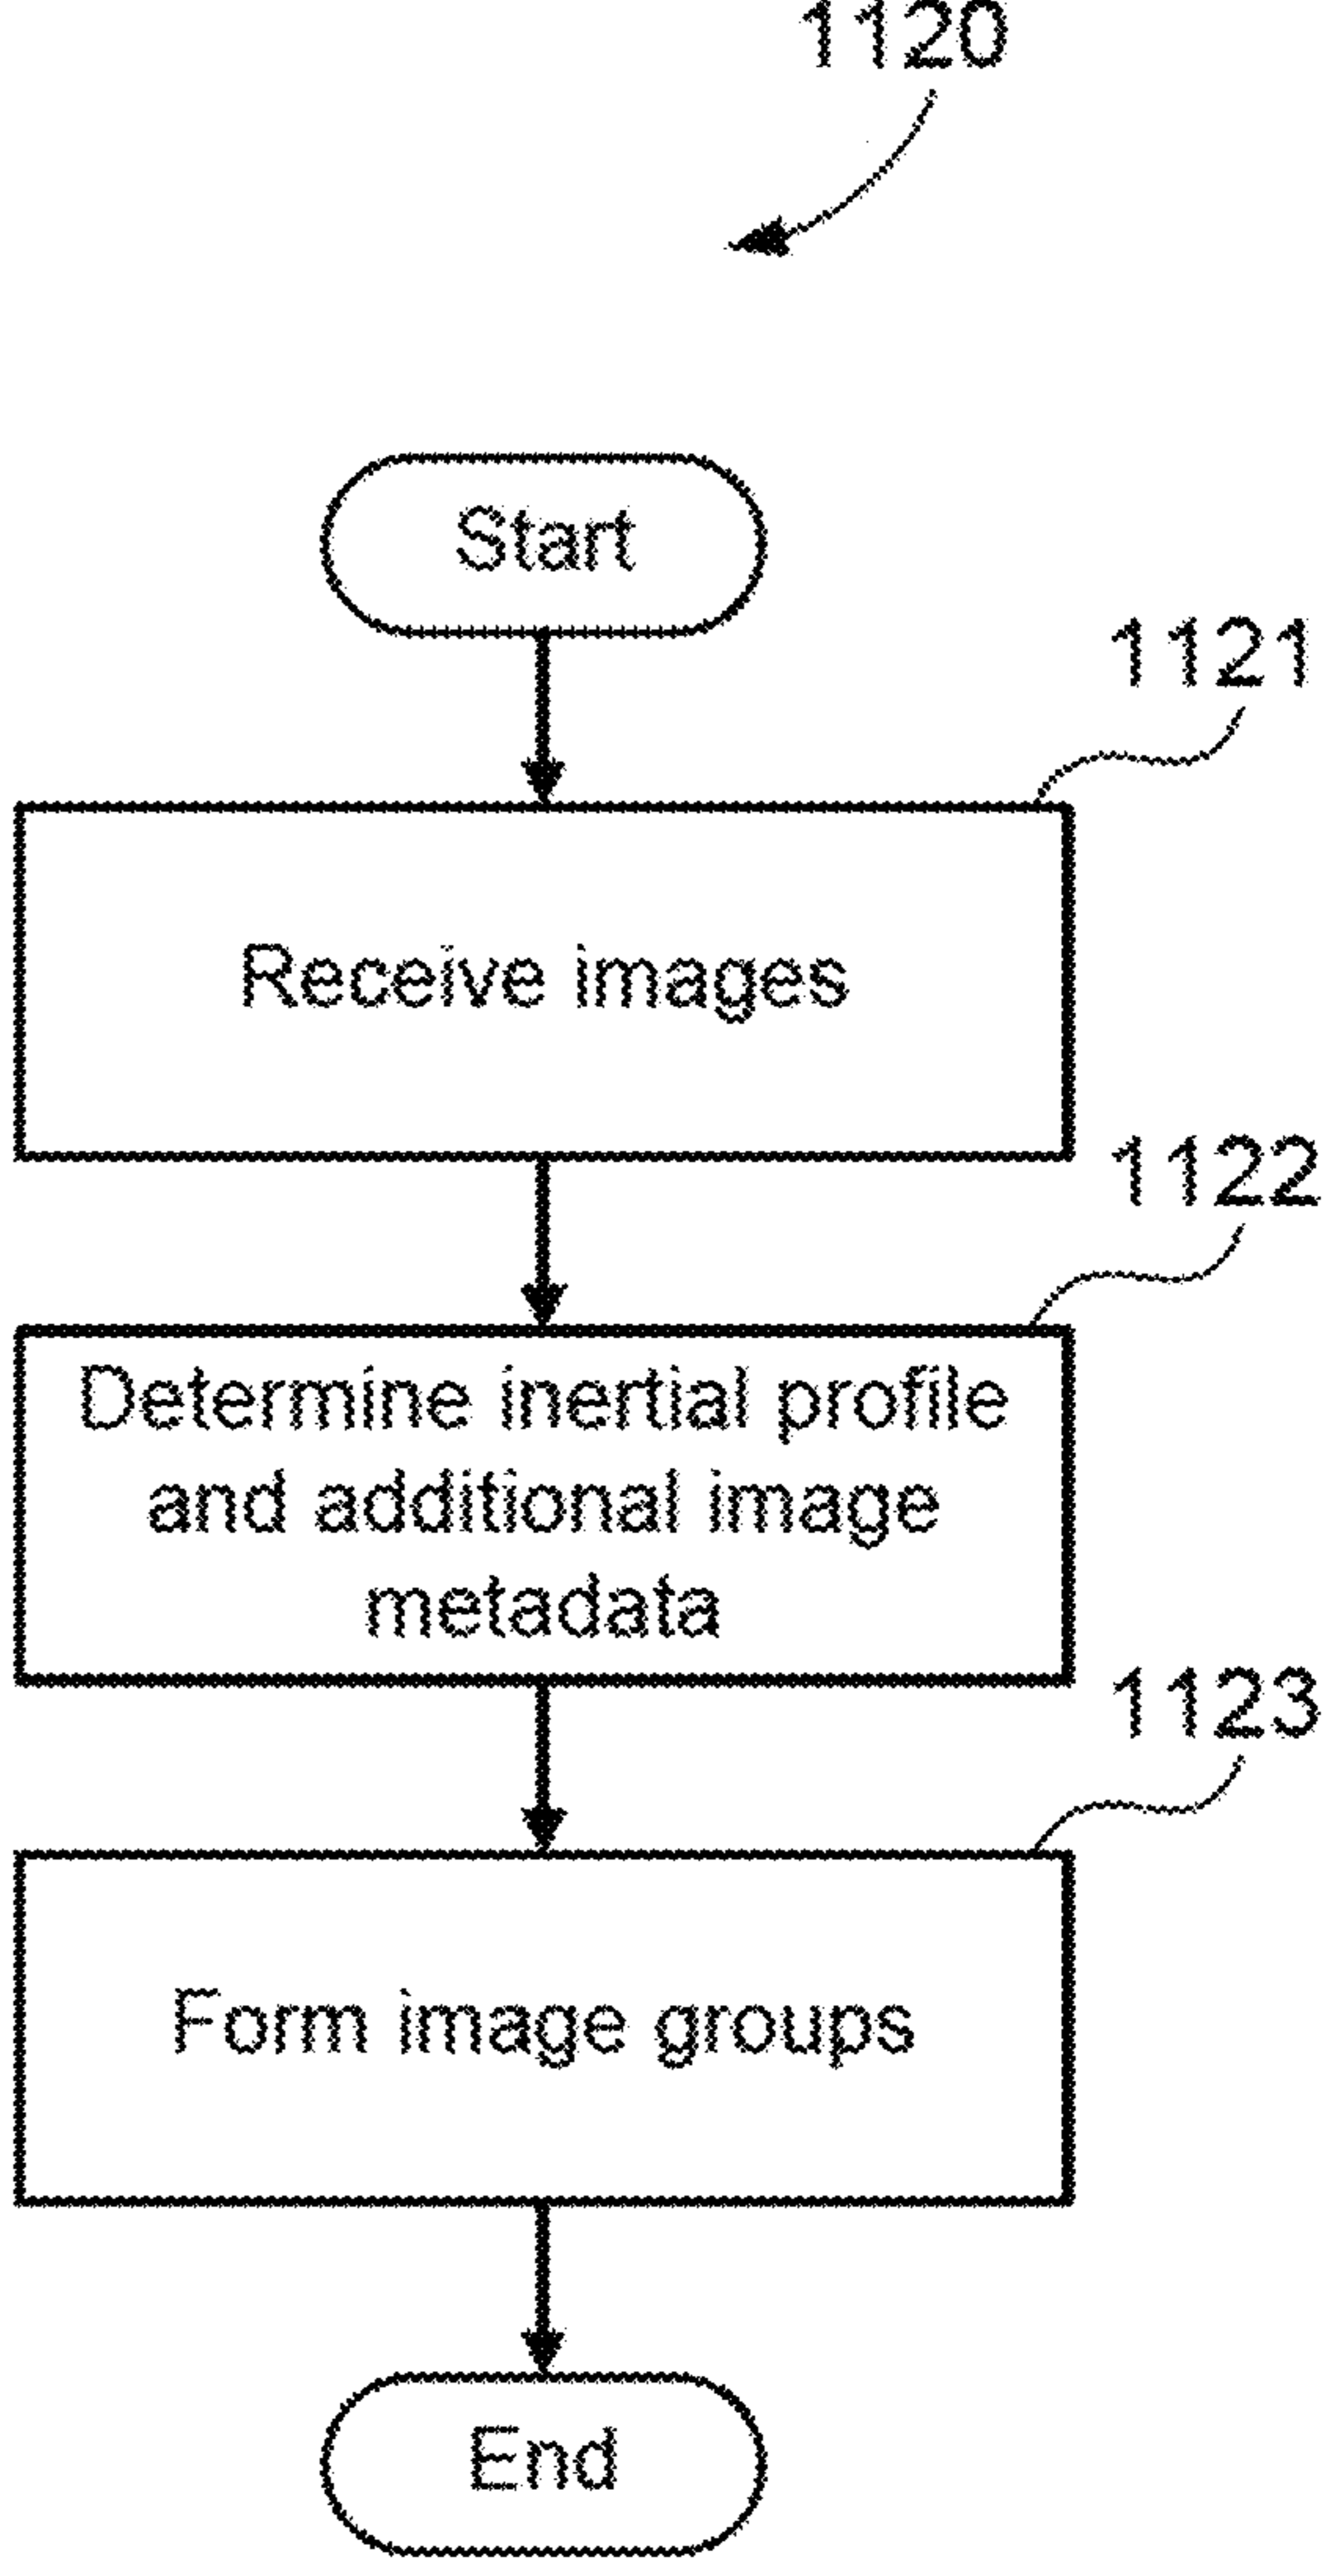 1120
Start
1121
Receive images
1122
Determine inertial profile
and additional image
metadata
1123
Form image groups
End